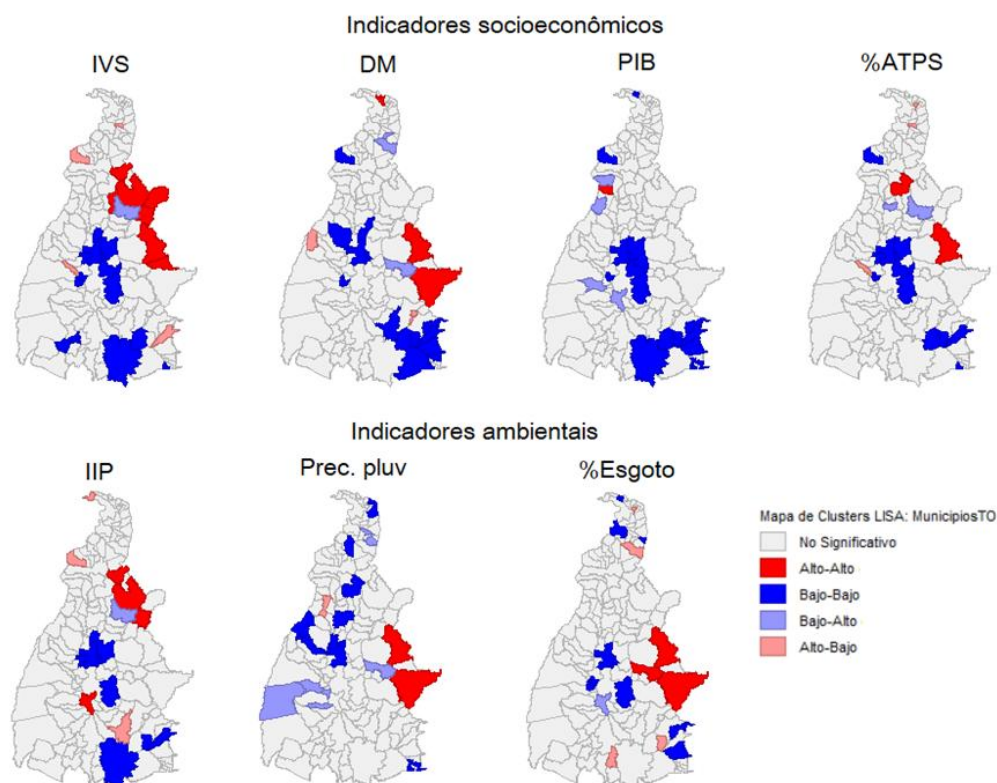 Indicadores socioeconômicos
IVS DM PIB %ATPS
Indicadores ambientais
IIP Prec. pluv %Esgoto
Mapa de Clusters LISA: MunicipiosTO
No Significativo
Alto-Alto
Bajo-Bajo
Bajo-Alto
Alto-Bajo